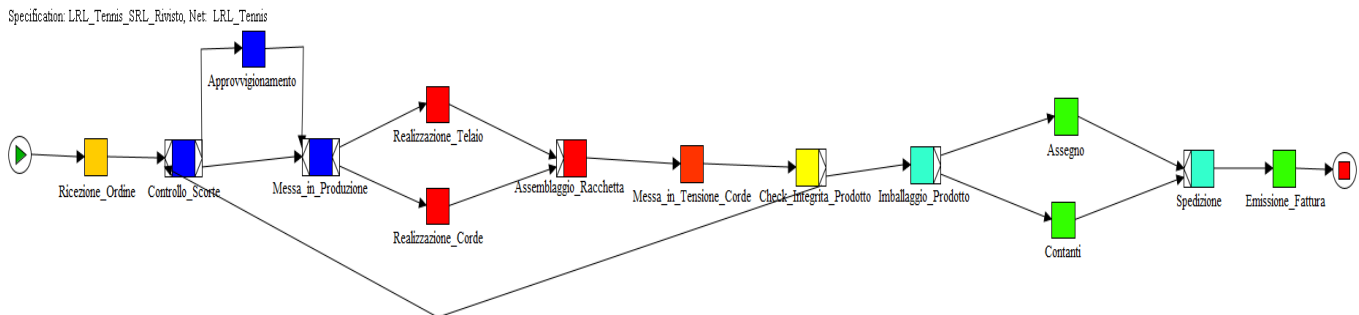 Specification: LRL_Tennis_SRL_Rivisto, Net: LRL_Tennis
Approvvigionamento
Ricezione_Ordine
Controllo_Scorte
Messa_in_Produzione
Realizzazione_Telaio
Realizzazione_Corde
Assemblaggio_Racchetta
Messa_in_Tensione_Corde
Check_Integrita_Prodotto
Imballaggio_Prodotto
Assegno
Contanti
Spedizione
Emissione_Fattura